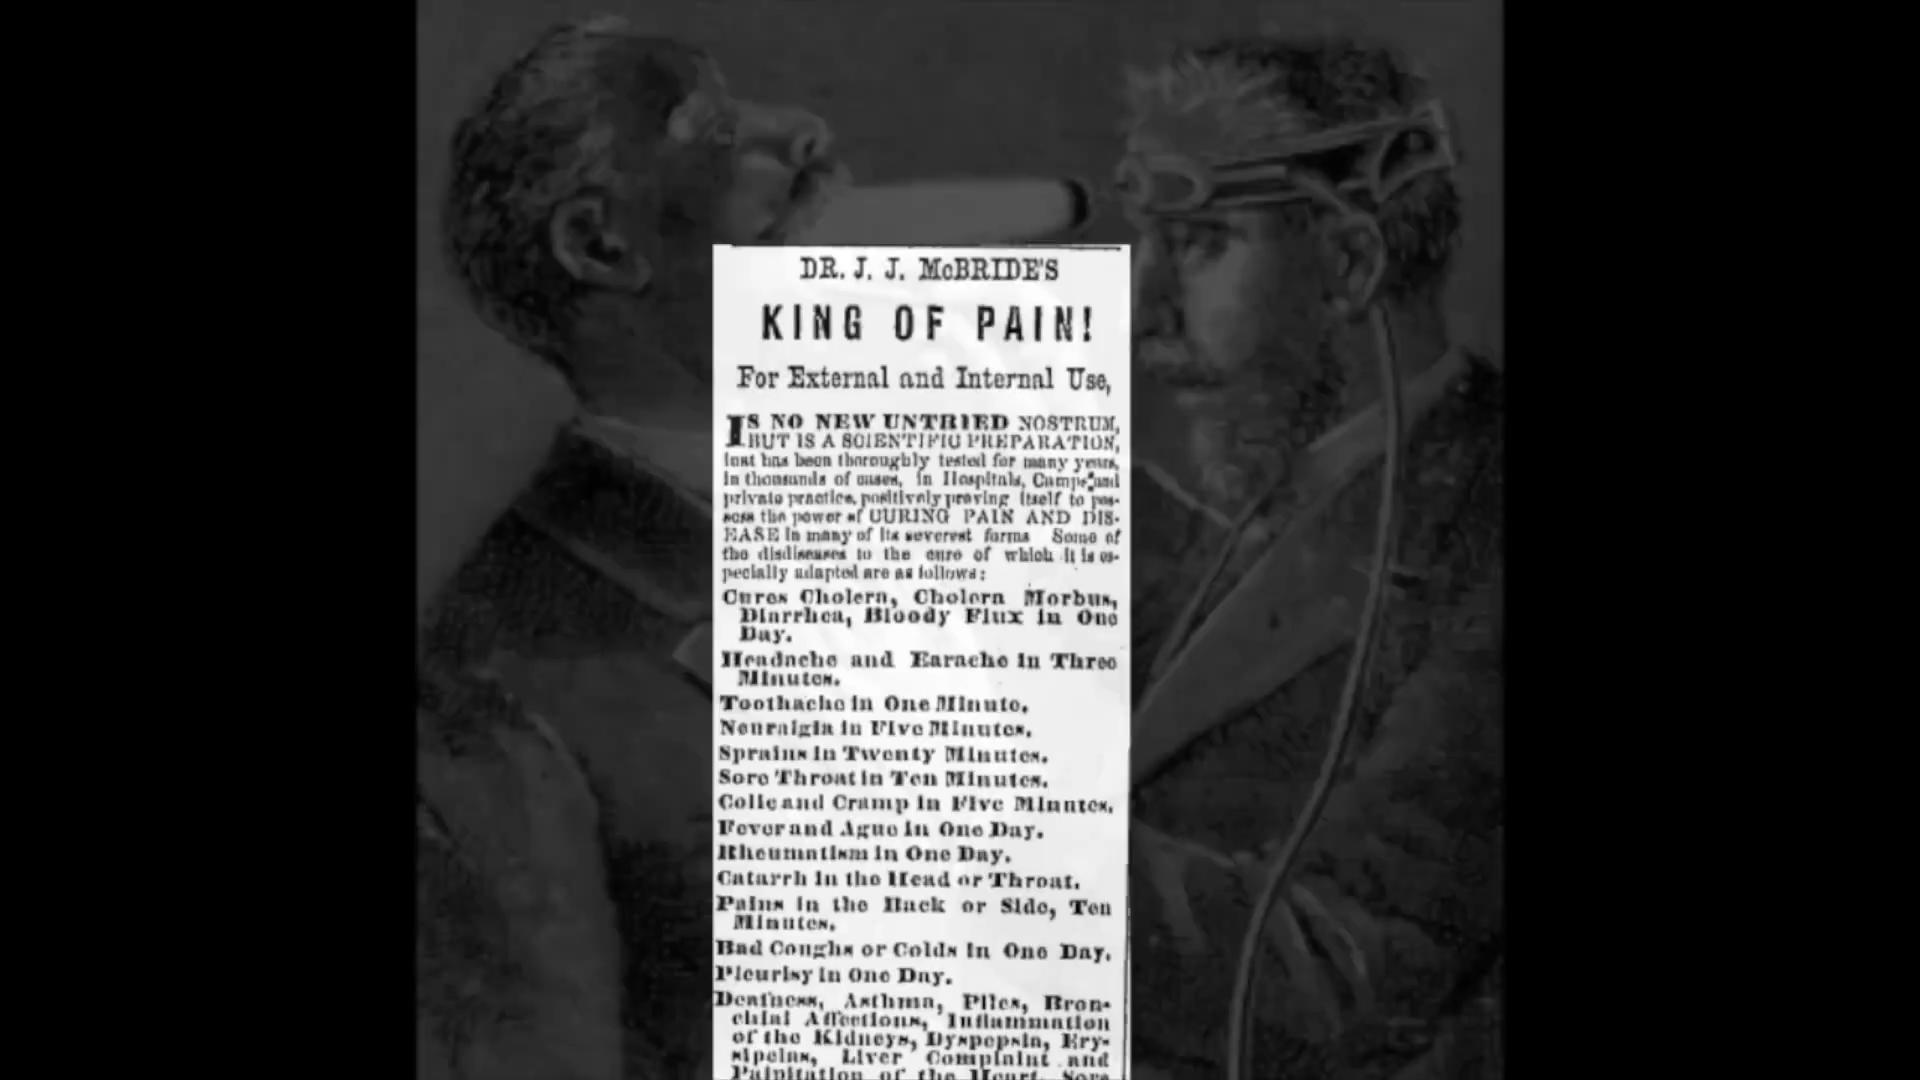 DR. J. J. McBRIDE'S
KING OF PAIN!
For External and Internal Use,
IS NO NEW UNTRIED NOSTRUM,
BUT IS A SCIENTIFIC PREPARATION,
has been thoroughly tested for many years,
in thousands of cases, in Hospitals, Camps and
private practice, positively proving itself to pos-
sess the power of CURING PAIN AND DIS-
EASE in many of its severest forms Some of
the disdiseases to the cure of which it is es-
pecially adapted are as follows:
Cures Cholera, Cholera Morbus,
Diarrhea, Bloody Flux in One
Day.
Headache and Earache in Three
Minutes.
Toothache in One Minute.
Neuralgia in Five Minutes.
Sprains in Twenty Minutes.
Sore Throat in Ten Minutes.
Colic and Cramp in Five Minutes.
Fever and Ague in One Day.
Rheumatism in One Day.
Catarrh in the Head or Throat.
Pains in the Back or Side, Ten
Minutes.
Bad Coughs or Colds in One Day.
Pleurisy in One Day.
Deafness, Asthma, Piles, Bron-
chial Affections, Inflammation
of the Kidneys, Dyspepsia, Ery-
sipelas, Liver Complaint and
Palpitation of the Heart, Sore